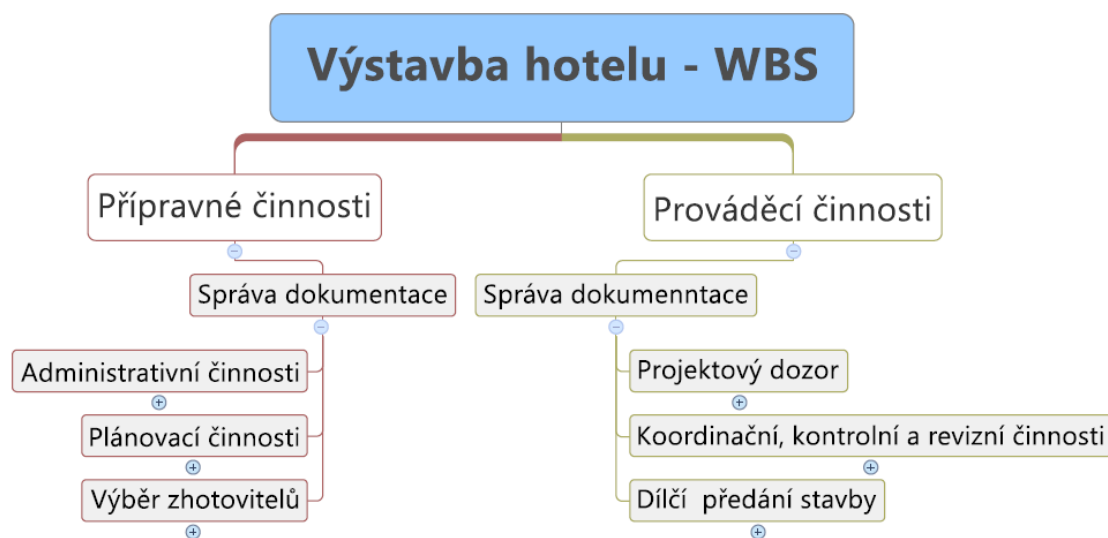 Výstavba hotelu - WBS
Přípravné činnosti
Prováděcí činnosti
Správa dokumentace
Správa dokumenntace
Administrativní činnosti
Projektový dozor
Plánovací činnosti
Koordinační, kontrolní a revizní činnosti
Výběr zhotovitelů
Dílčí  předání stavby